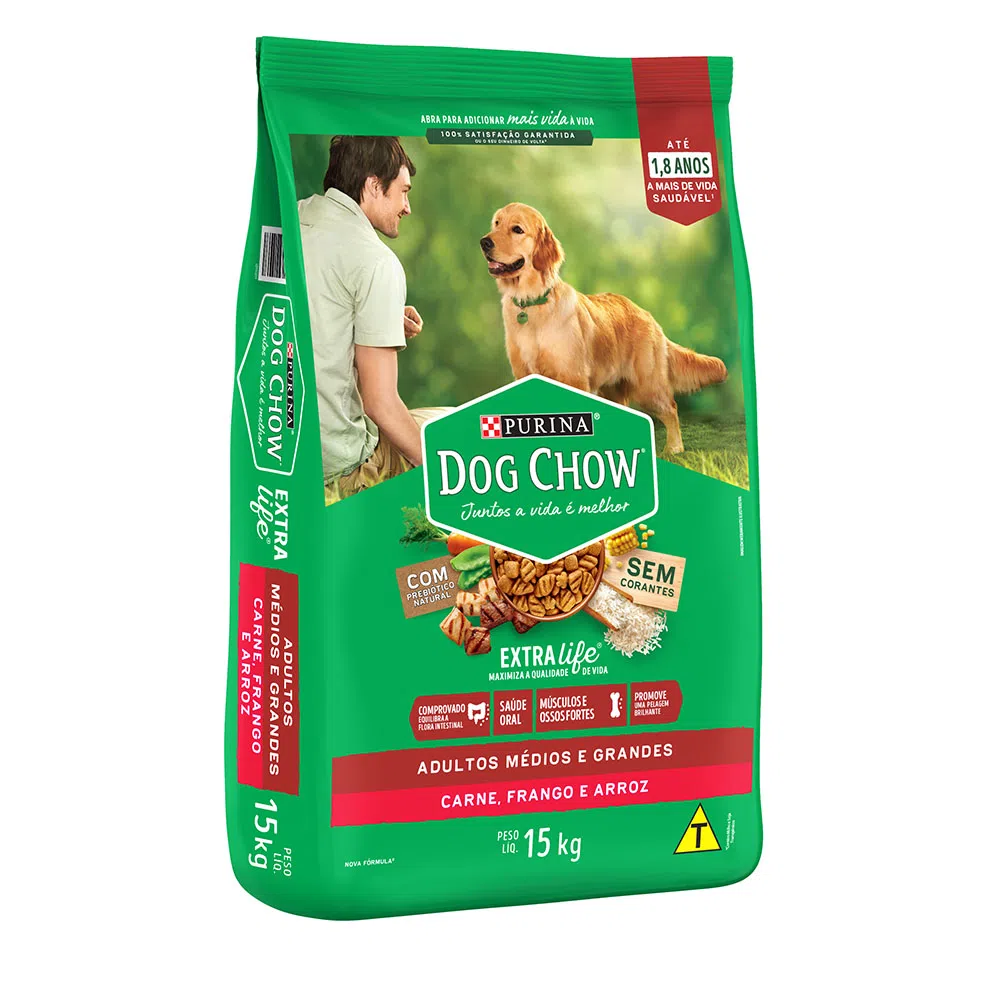 ABRA PARA ADICIONAR mais vida À VIDA
100% SATISFAÇÃO GARANTIDA
OU O SEU DINHEIRO DE VOLTA*
ATÉ
1,8 ANOS
A MAIS DE VIDA
SAUDÁVEL¹
PURINA®
DOG CHOW®
Juntos a vida é melhor
COM
PREBIÓTICO
NATURAL
SEM
CORANTES
EXTRA life®
MAXIMIZA A QUALIDADE DE VIDA
COMPROVADO
EQUILIBRA A
FLORA INTESTINAL
SAÚDE
ORAL
MÚSCULOS E
OSSOS FORTES
PROMOVE
UMA PELAGEM
BRILHANTE
ADULTOS MÉDIOS E GRANDES
CARNE, FRANGO E ARROZ
PESO
LÍQ. 15 kg
NOVA FÓRMULA
T
PURINA
DOG CHOW
Juntos a vida é melhor
EXTRA
life®
ADULTOS
MÉDIOS E GRANDES
CARNE, FRANGO
E ARROZ
PESO
LÍQ.
15 kg